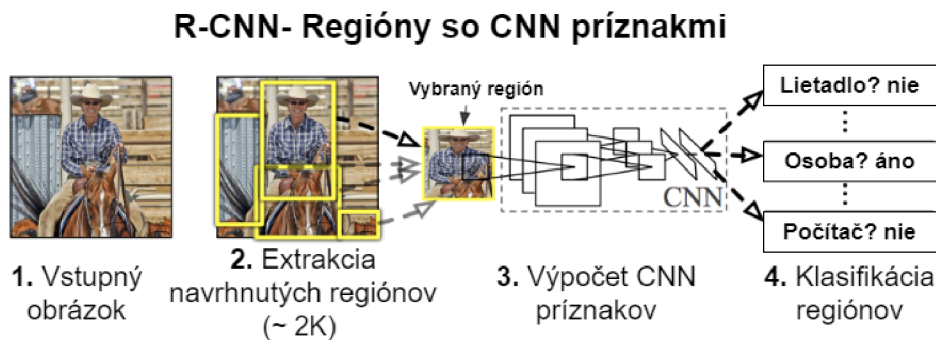 R-CNN- Regióny so CNN príznakmi
Vybraný región
Lietadlo? nie
Osoba? áno
CNN
Počítač? nie
1. Vstupný
obrázok
2. Extrakcia
navrhnutých regiónov
(~ 2K)
3. Výpočet CNN
príznakov
4. Klasifikácia
regiónov